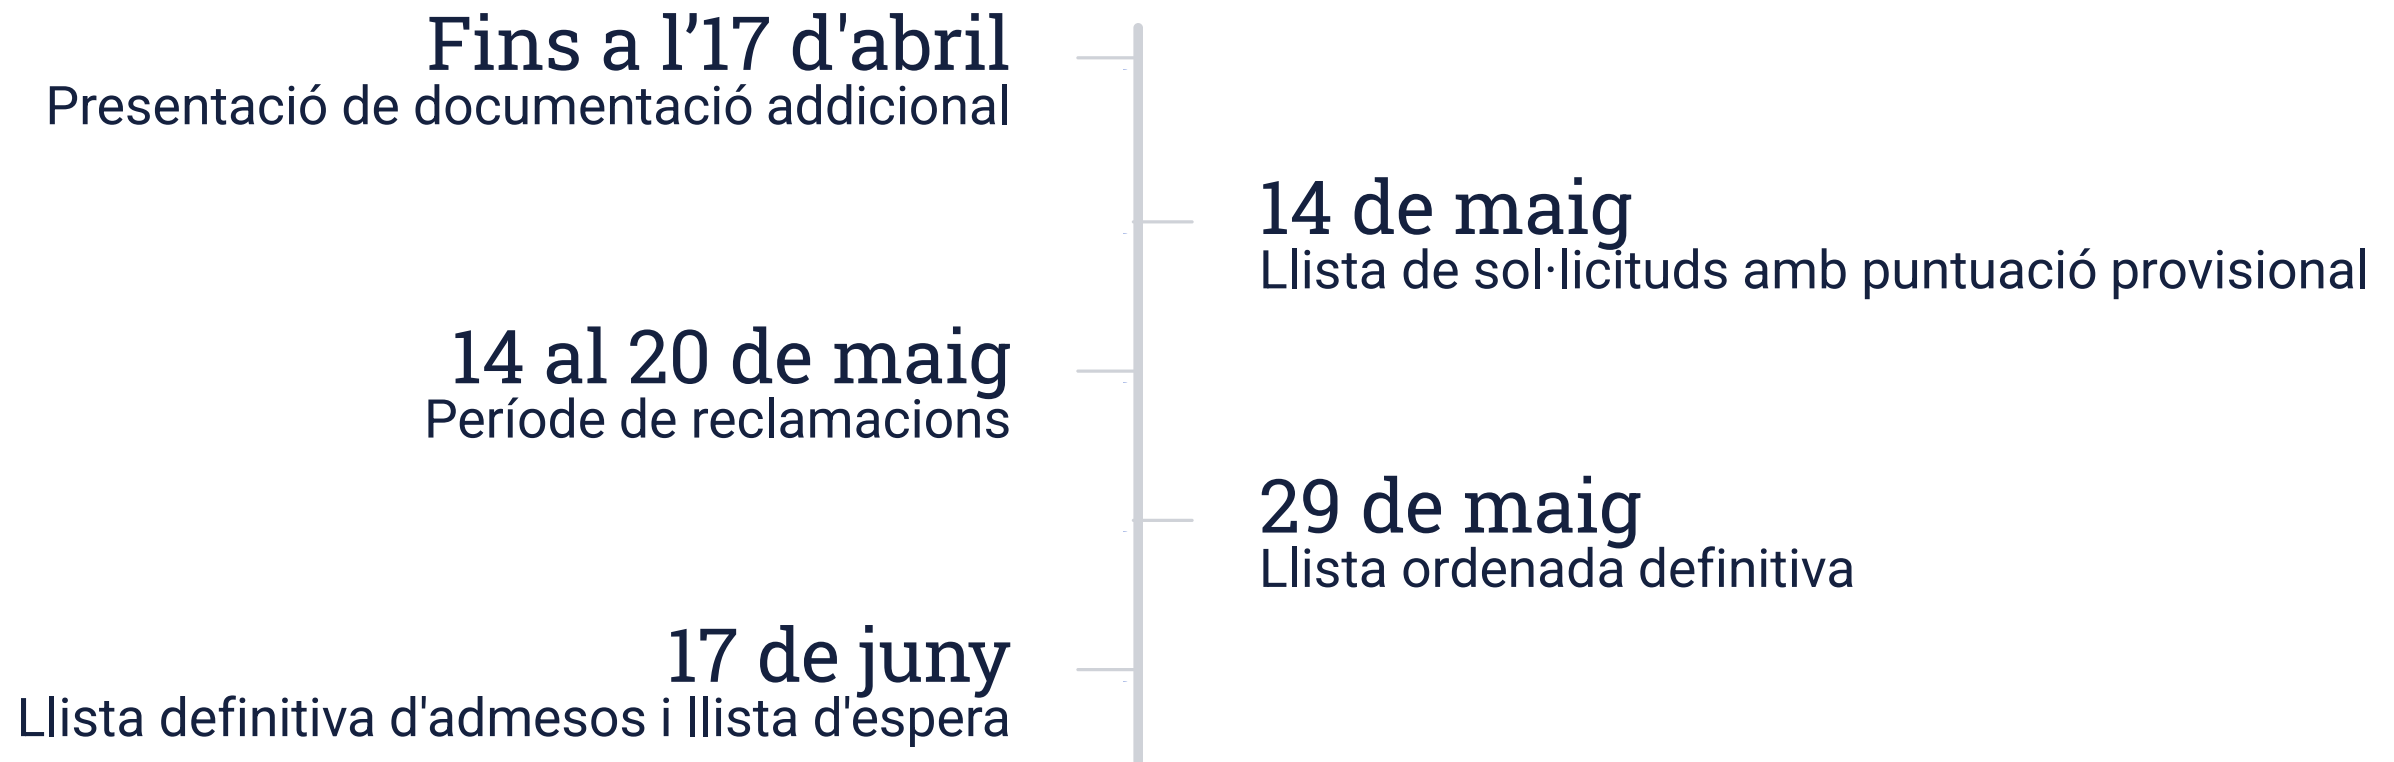 Fins a l’17 d'abril
Presentació de documentació addicional
14 de maig
Llista de sol·licituds amb puntuació provisional
14 al 20 de maig
Període de reclamacions
29 de maig
Llista ordenada definitiva
17 de juny
Llista definitiva d'admesos i llista d'espera